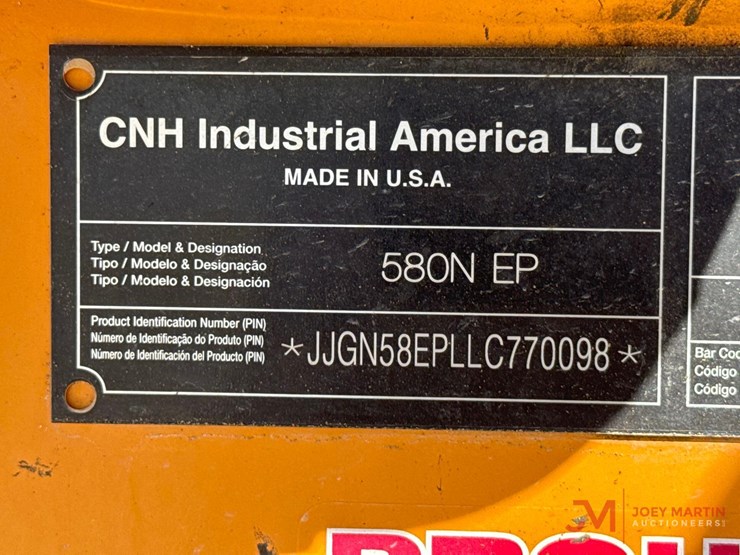 CNH Industrial America LLC
MADE IN U.S.A.
Type / Model & Designation
Tipo / Modelo & Designação
Tipo / Modelo & Designación
580N EP
Product Identification Number (PIN)
Número de Identificação do Produto (PIN)
Número de Identificación del Producto (PIN)
*JJGN58EPLLC770098*
Bar
Código
Código
JM JOEY MARTIN
AUCTIONEERS